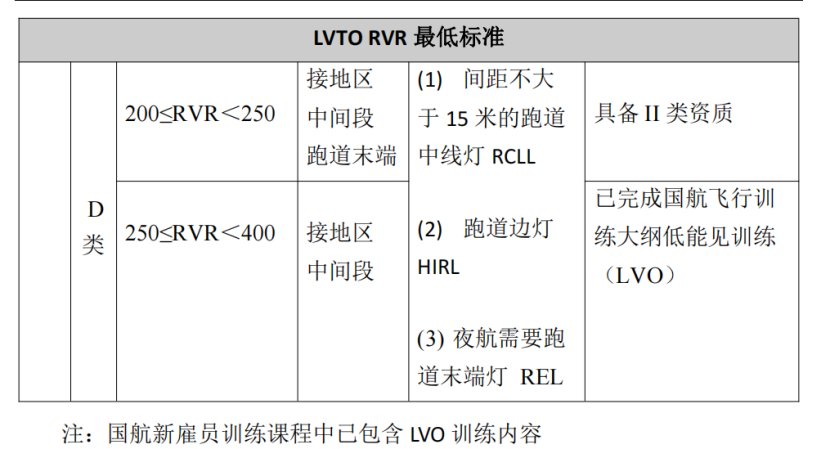 LVTO RVR 最低标准
D
类
200≤RVR＜250
接地区
中间段
跑道末端
(1) 间距不大
于 15 米的跑道
中线灯 RCLL
(2) 跑道边灯
HIRL
(3) 夜航需要跑
道末端灯 REL
具备 II 类资质
250≤RVR＜400
接地区
中间段
已完成国航飞行训
练大纲低能见训练
（LVO）
注：国航新雇员训练课程中已包含 LVO 训练内容